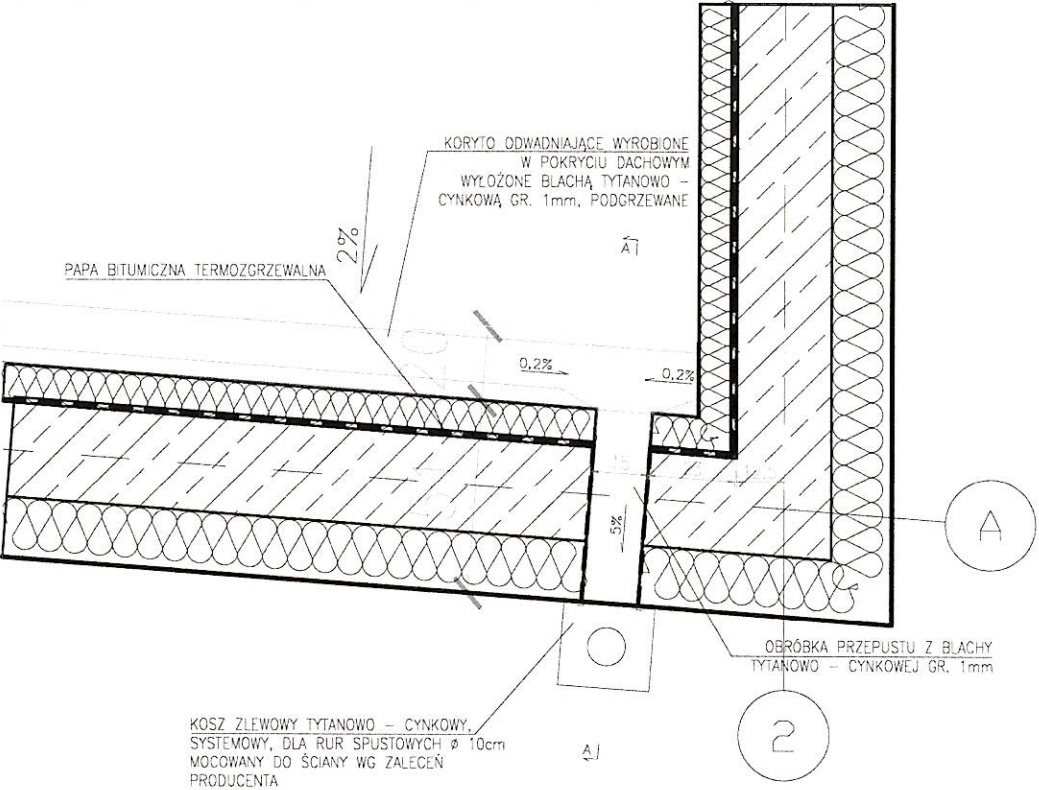 KORYTO ODWADNIAJĄCE WYROBIONE
W POKRYCIU DACHOWYM
WYŁOŻONE BLACHĄ TYTANOWO –
CYNKOWĄ GR. 1mm, PODGRZEWANE
A
2%
PAPA BITUMICZNA TERMOZGRZEWALNA
0,2%
0,2%
A
5%
OBRÓBKA PRZEPUSTU Z BLACHY
TYTANOWO – CYNKOWEJ GR. 1mm
2
KOSZ ZLEWOWY TYTANOWO – CYNKOWY,
SYSTEMOWY, DLA RUR SPUSTOWYCH ø 10cm
MOCOWANY DO ŚCIANY WG ZALECEŃ
PRODUCENTA
A